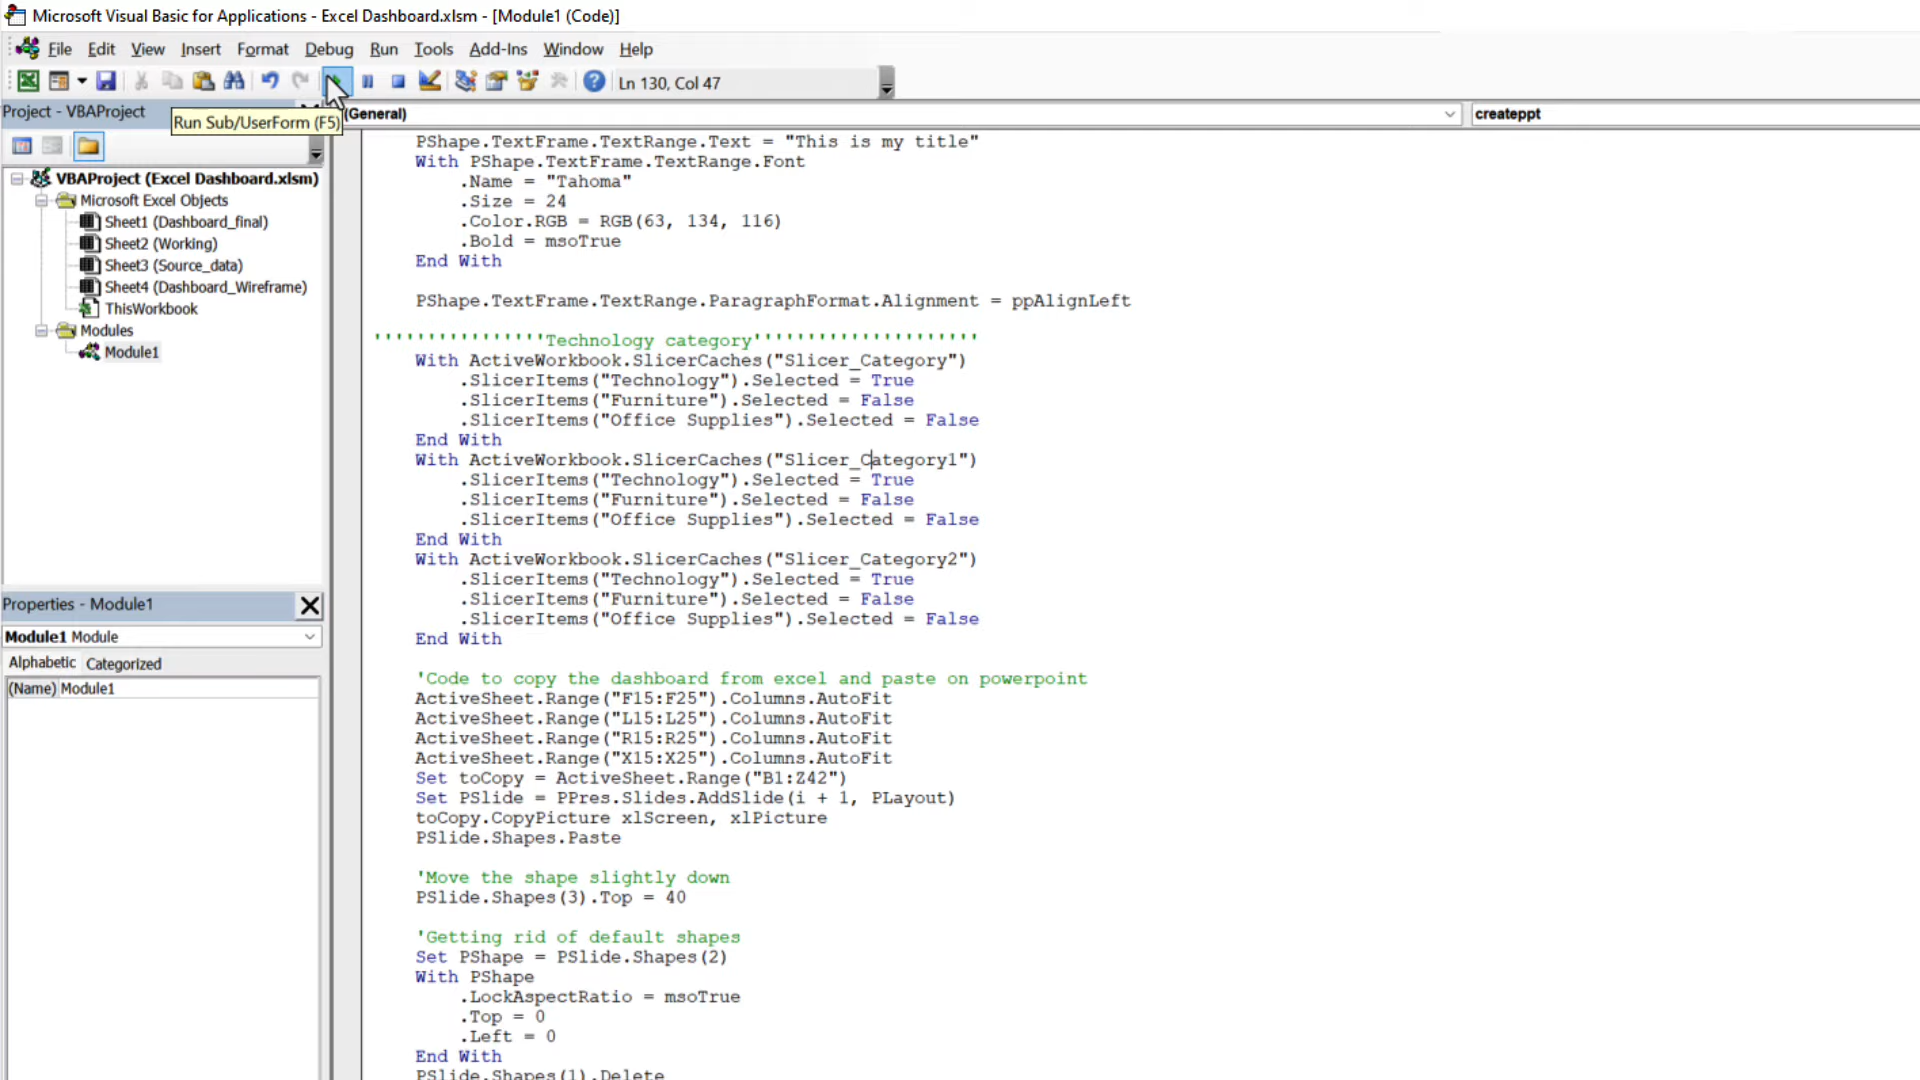 Microsoft Visual Basic for Applications - Excel Dashboard.xlsm - [Module1 (Code)]
File Edit View Insert Format Debug Run Tools Add-Ins Window Help
Ln 130, Col 47
Project - VBAProject
Run Sub/UserForm (F5)
(General)
createppt
VBAProject (Excel Dashboard.xlsm)
Microsoft Excel Objects
Sheet1 (Dashboard_final)
Sheet2 (Working)
Sheet3 (Source_data)
Sheet4 (Dashboard_Wireframe)
ThisWorkbook
Modules
Module1
Properties - Module1
Module1 Module
Alphabetic Categorized
(Name) Module1
PShape.TextFrame.TextRange.Text = "This is my title"
With PShape.TextFrame.TextRange.Font
.Name = "Tahoma"
.Size = 24
.Color.RGB = RGB(63, 134, 116)
.Bold = msoTrue
End With
PShape.TextFrame.TextRange.ParagraphFormat.Alignment = ppAlignLeft
''''''''''''''''Technology category'''''''''''''''''''''
With ActiveWorkbook.SlicerCaches("Slicer_Category")
.SlicerItems("Technology").Selected = True
.SlicerItems("Furniture").Selected = False
.SlicerItems("Office Supplies").Selected = False
End With
With ActiveWorkbook.SlicerCaches("Slicer_Category1")
.SlicerItems("Technology").Selected = True
.SlicerItems("Furniture").Selected = False
.SlicerItems("Office Supplies").Selected = False
End With
With ActiveWorkbook.SlicerCaches("Slicer_Category2")
.SlicerItems("Technology").Selected = True
.SlicerItems("Furniture").Selected = False
.SlicerItems("Office Supplies").Selected = False
End With
'Code to copy the dashboard from excel and paste on powerpoint
ActiveSheet.Range("F15:F25").Columns.AutoFit
ActiveSheet.Range("L15:L25").Columns.AutoFit
ActiveSheet.Range("R15:R25").Columns.AutoFit
ActiveSheet.Range("X15:X25").Columns.AutoFit
Set toCopy = ActiveSheet.Range("B1:Z42")
Set PSlide = PPres.Slides.AddSlide(i + 1, PLayout)
toCopy.CopyPicture xlScreen, xlPicture
PSlide.Shapes.Paste
'Move the shape slightly down
PSlide.Shapes(3).Top = 40
'Getting rid of default shapes
Set PShape = PSlide.Shapes(2)
With PShape
.LockAspectRatio = msoTrue
.Top = 0
.Left = 0
End With
PSlide.Shapes(1).Delete